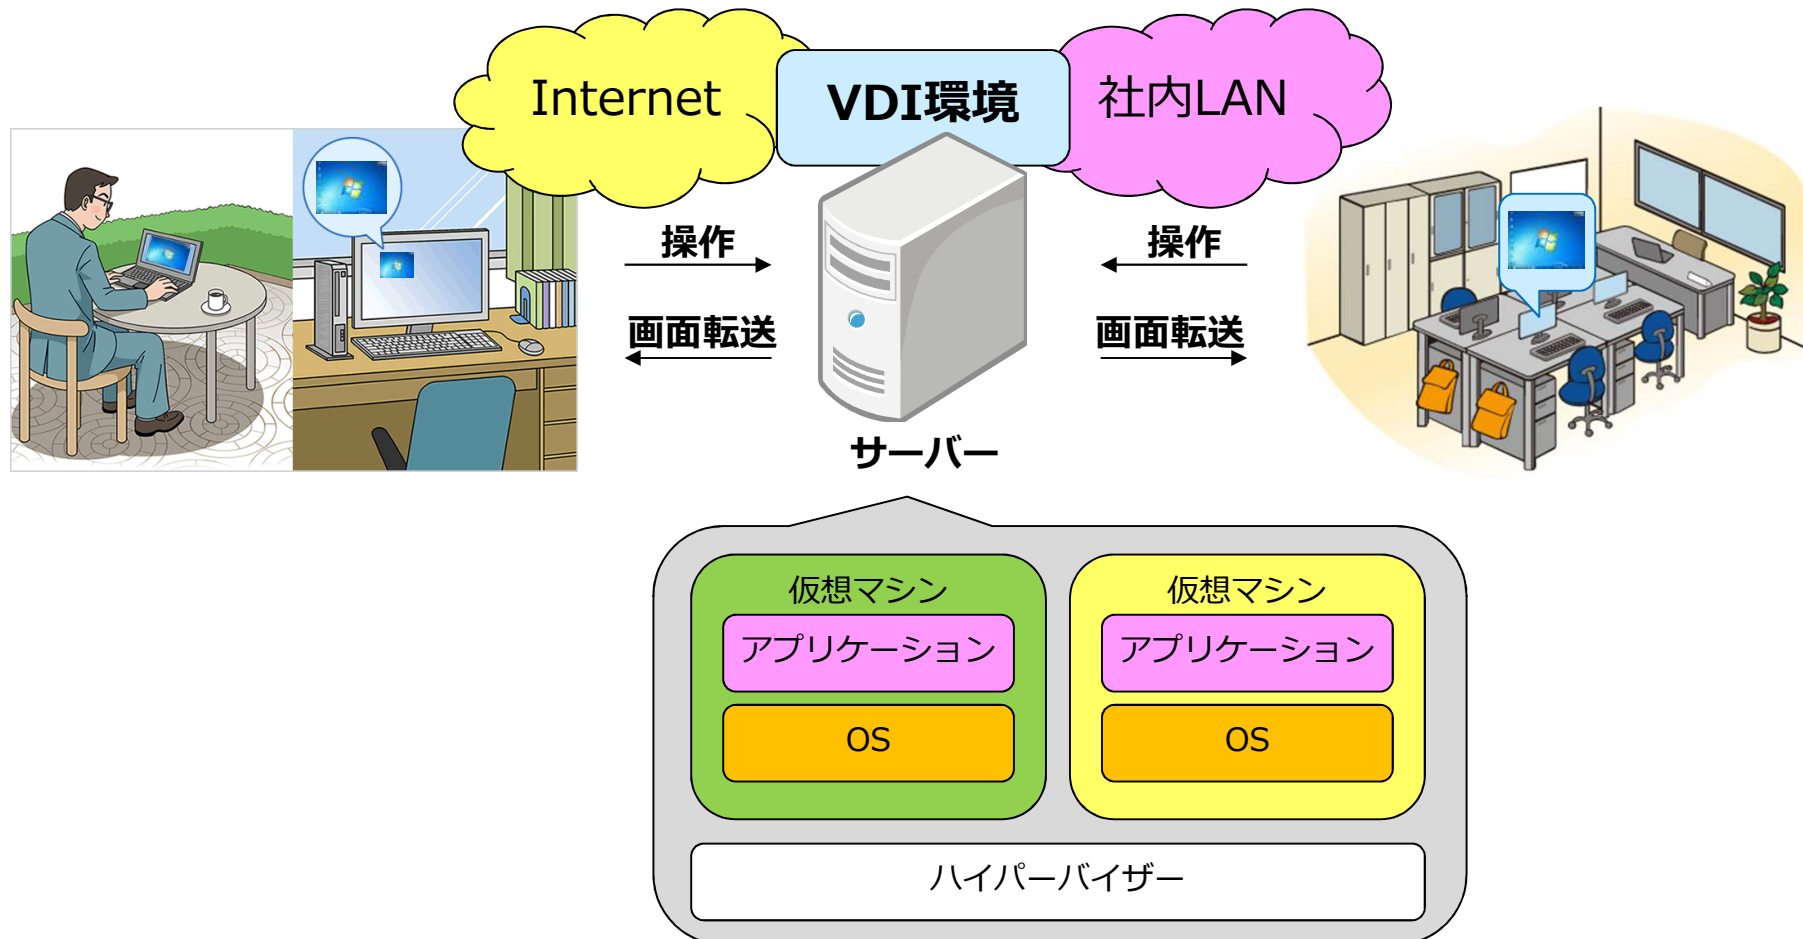 Internet
VDI環境
社内LAN
操作
操作
画面転送
画面転送
サーバー
仮想マシン
仮想マシン
アプリケーション
アプリケーション
OS
OS
ハイパーバイザー